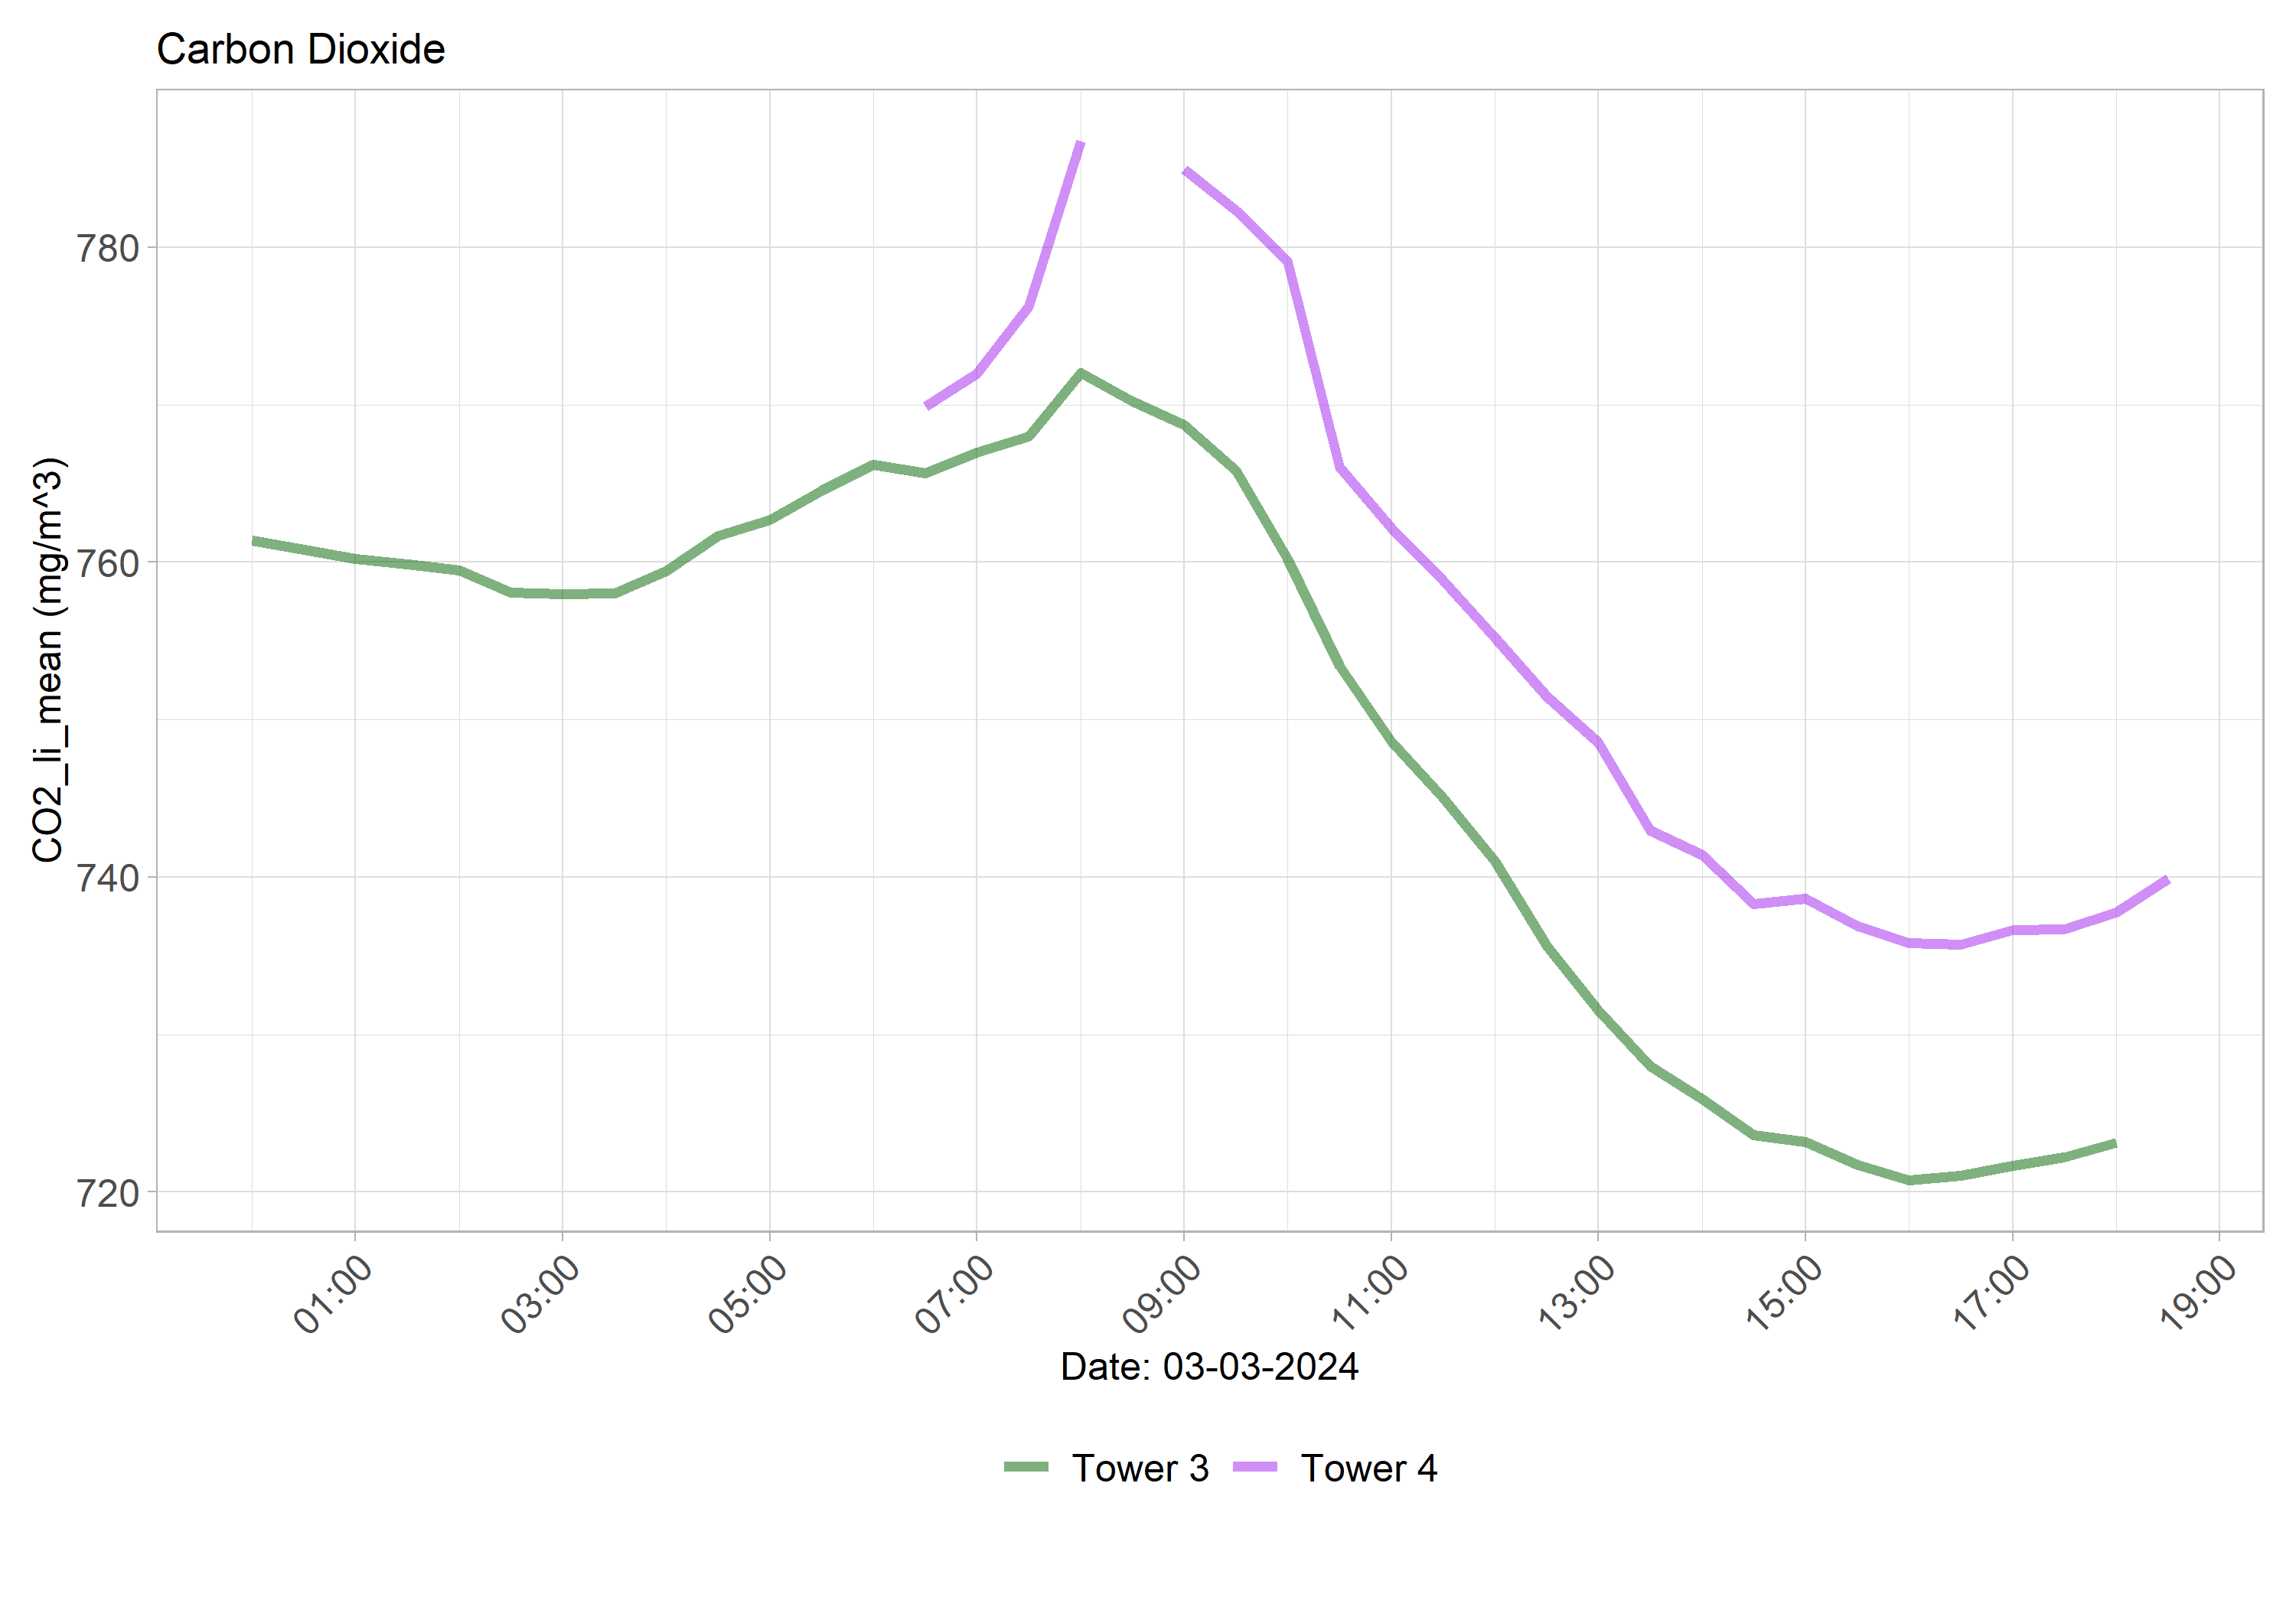 Carbon Dioxide
CO2_li_mean (mg/m^3)
780
760
740
720
01:00 03:00 05:00 07:00 09:00 11:00 13:00 15:00 17:00 19:00
Date: 03-03-2024
Tower 3 Tower 4